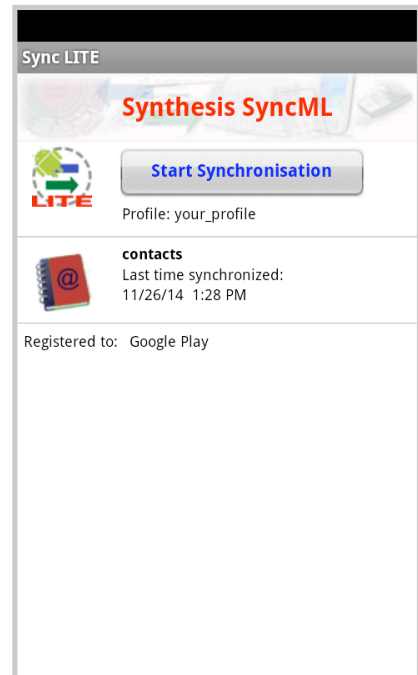 Sync LITE
Synthesis SyncML
Start Synchronisation
LITE
Profile: your_profile
@
contacts
Last time synchronized:
11/26/14 1:28 PM
Registered to: Google Play